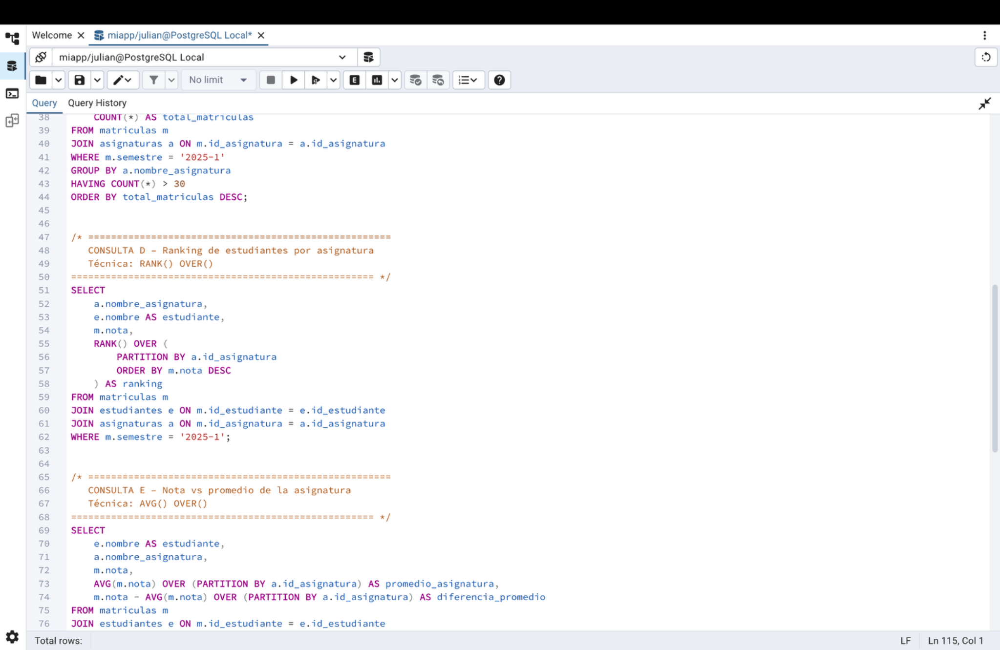 Welcome
miapp/julian@PostgreSQL Local*
miapp/julian@PostgreSQL Local
No limit
E
Query Query History
38 COUNT(*) AS total_matriculas
39 FROM matriculas m
40 JOIN asignaturas a ON m.id_asignatura = a.id_asignatura
41 WHERE m.semestre = '2025-1'
42 GROUP BY a.nombre_asignatura
43 HAVING COUNT(*) > 30
44 ORDER BY total_matriculas DESC;
45
46
47 /* =====================================================
48 CONSULTA D – Ranking de estudiantes por asignatura
49 Técnica: RANK() OVER()
50 ===================================================== */
51 SELECT
52 a.nombre_asignatura,
53 e.nombre AS estudiante,
54 m.nota,
55 RANK() OVER (
56 PARTITION BY a.id_asignatura
57 ORDER BY m.nota DESC
58 ) AS ranking
59 FROM matriculas m
60 JOIN estudiantes e ON m.id_estudiante = e.id_estudiante
61 JOIN asignaturas a ON m.id_asignatura = a.id_asignatura
62 WHERE m.semestre = '2025-1';
63
64
65 /* =====================================================
66 CONSULTA E – Nota vs promedio de la asignatura
67 Técnica: AVG() OVER()
68 ===================================================== */
69 SELECT
70 e.nombre AS estudiante,
71 a.nombre_asignatura,
72 m.nota,
73 AVG(m.nota) OVER (PARTITION BY a.id_asignatura) AS promedio_asignatura,
74 m.nota - AVG(m.nota) OVER (PARTITION BY a.id_asignatura) AS diferencia_promedio
75 FROM matriculas m
76 JOIN estudiantes e ON m.id_estudiante = e.id_estudiante
Total rows: LF Ln 115, Col 1